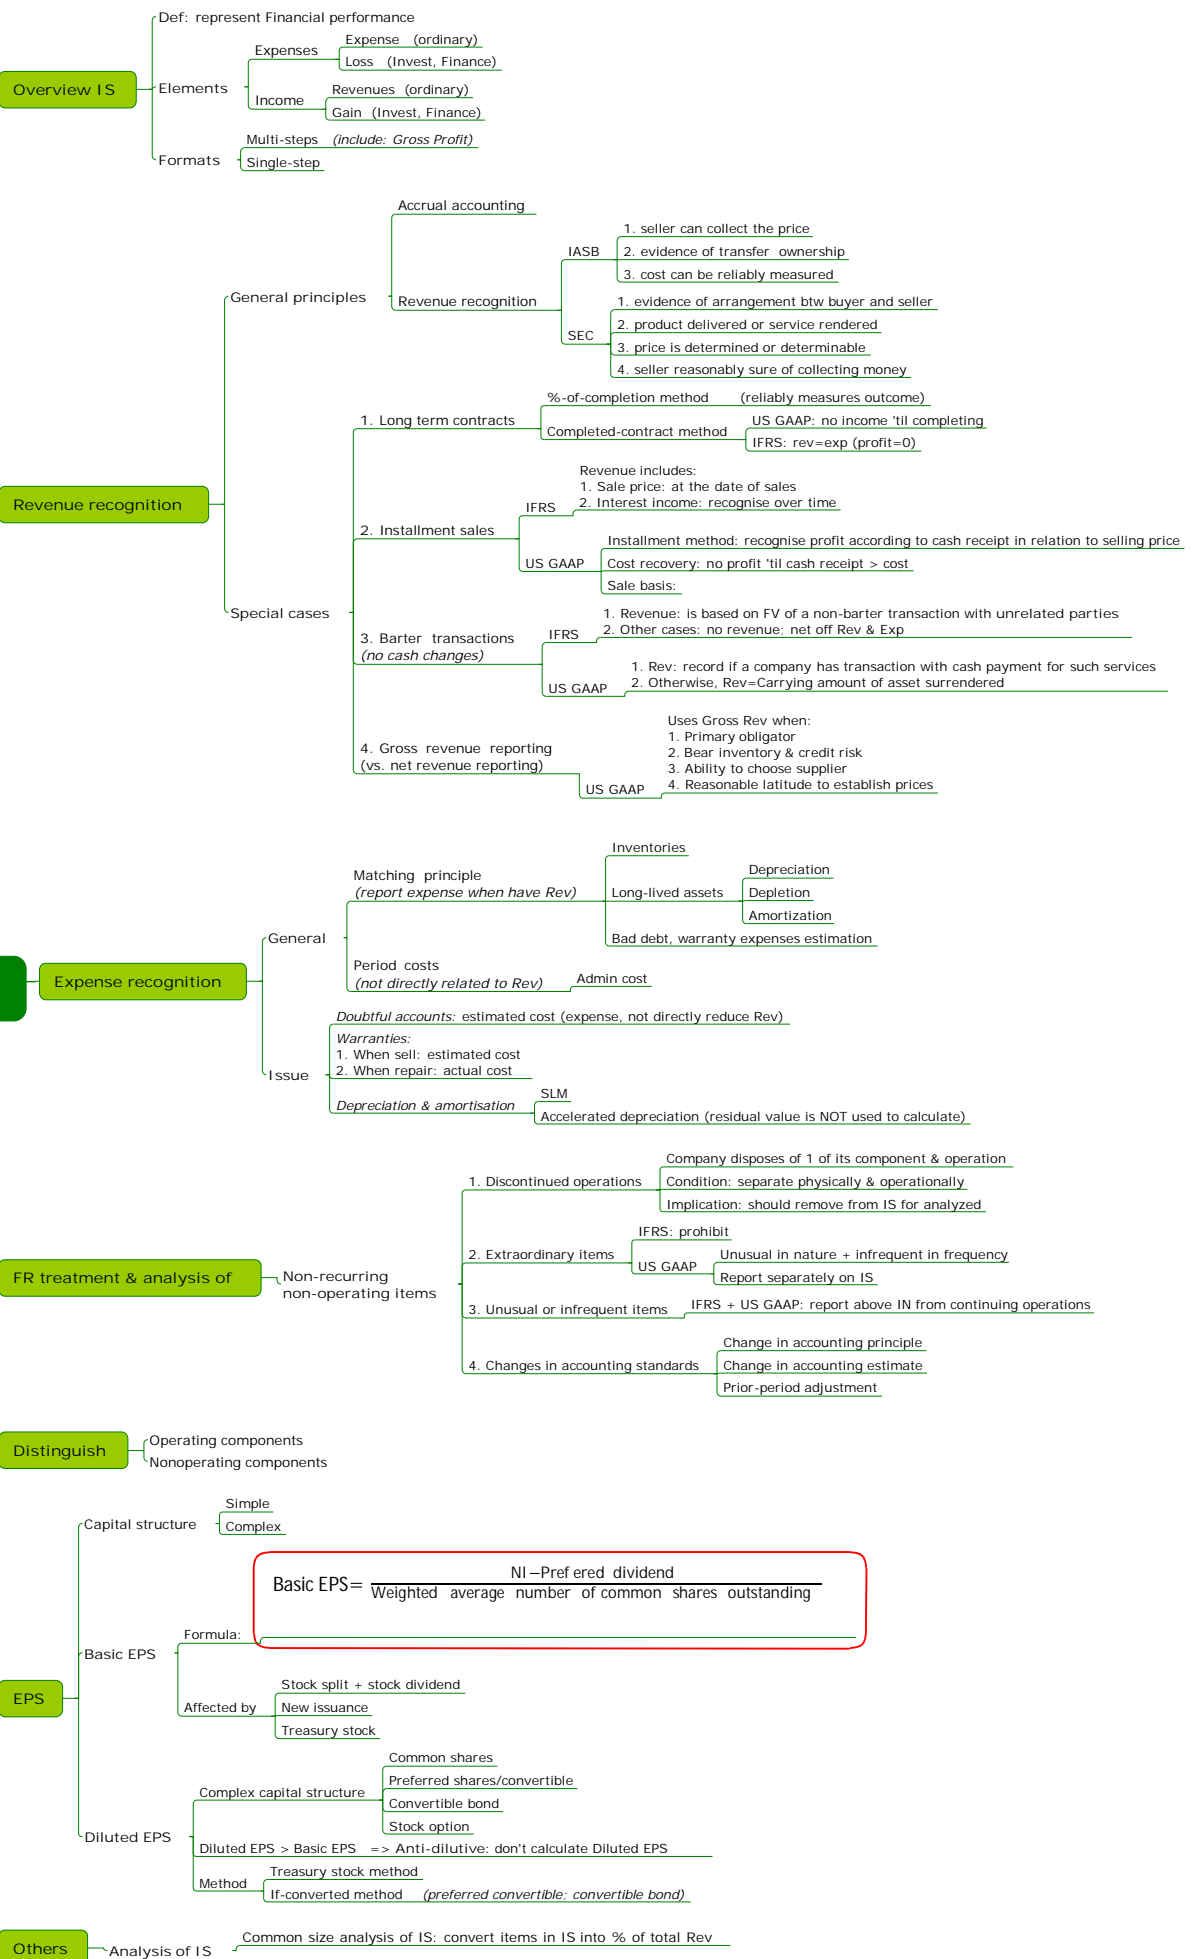 Def: represent Financial performance
Expense (ordinary)
Expenses
Loss (Invest, Finance)
Overview IS
Elements
Revenues (ordinary)
Income
Gain (Invest, Finance)
Multi-steps (include: Gross Profit)
Formats
Single-step
Accrual accounting
1. seller can collect the price
IASB
2. evidence of transfer ownership
3. cost can be reliably measured
General principles
Revenue recognition
1. evidence of arrangement btw buyer and seller
2. product delivered or service rendered
SEC
3. price is determined or determinable
4. seller reasonably sure of collecting money
%-of-completion method (reliably measures outcome)
1. Long term contracts
US GAAP: no income 'til completing
Completed-contract method
IFRS: rev=exp (profit=0)
Revenue recognition
Revenue includes:
1. Sale price: at the date of sales
2. Interest income: recognise over time
IFRS
2. Installment sales
Installment method: recognise profit according to cash receipt in relation to selling price
US GAAP
Cost recovery: no profit 'til cash receipt > cost
Sale basis:
Special cases
1. Revenue: is based on FV of a non-barter transaction with unrelated parties
2. Other cases: no revenue; net off Rev & Exp
IFRS
3. Barter transactions
(no cash changes)
1. Rev: record if a company has transaction with cash payment for such services
2. Otherwise, Rev=Carrying amount of asset surrendered
US GAAP
Uses Gross Rev when:
1. Primary obligator
2. Bear inventory & credit risk
3. Ability to choose supplier
4. Reasonable latitude to establish prices
4. Gross revenue reporting
(vs. net revenue reporting)
US GAAP
Inventories
Matching principle
(report expense when have Rev)
Depreciation
Long-lived assets
Depletion
Amortization
Bad debt, warranty expenses estimation
General
Period costs
(not directly related to Rev)
Admin cost
Expense recognition
Doubtful accounts: estimated cost (expense, not directly reduce Rev)
Warranties:
1. When sell: estimated cost
2. When repair: actual cost
Issue
SLM
Depreciation & amortisation
Accelerated depreciation (residual value is NOT used to calculate)
Company disposes of 1 of its component & operation
1. Discontinued operations
Condition: separate physically & operationally
Implication: should remove from IS for analyzed
IFRS: prohibit
2. Extraordinary items
Unusual in nature + infrequent in frequency
US GAAP
Report separately on IS
FR treatment & analysis of
Non-recurring
non-operating items
3. Unusual or infrequent items
IFRS + US GAAP: report above IN from continuing operations
Change in accounting principle
4. Changes in accounting standards
Change in accounting estimate
Prior-period adjustment
Operating components
Distinguish
Nonoperating components
Simple
Capital structure
Complex
NI–Prefered dividend
Basic EPS=
Weighted average number of common shares outstanding
Formula:
Basic EPS
Stock split + stock dividend
EPS
Affected by
New issuance
Treasury stock
Common shares
Preferred shares/convertible
Complex capital structure
Convertible bond
Stock option
Diluted EPS
Diluted EPS > Basic EPS => Anti-dilutive: don't calculate Diluted EPS
Treasury stock method
Method
If-converted method (preferred convertible; convertible bond)
Common size analysis of IS: convert items in IS into % of total Rev
Others
Analysis of IS